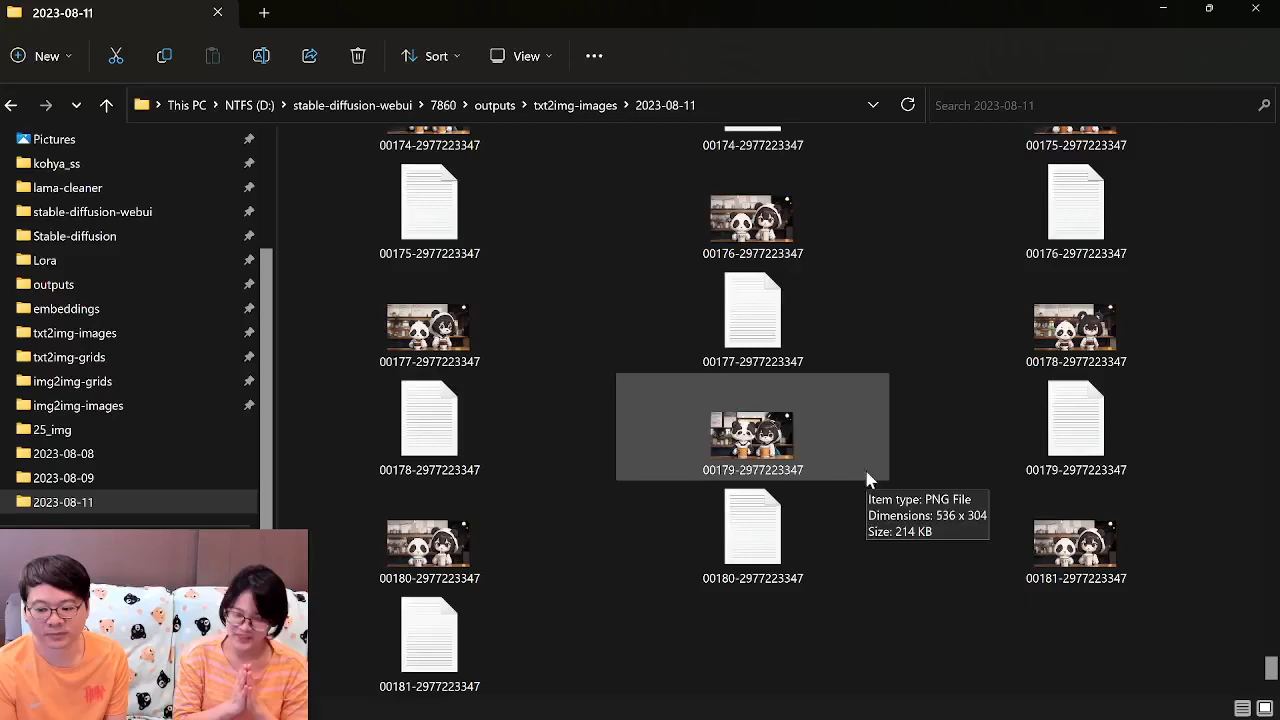 2023-08-11
New
Sort
View
This PC
NTFS (D:)
stable-diffusion-webui
7860
outputs
txt2img-images
2023-08-11
Search 2023-08-11
Pictures
kohya_ss
lama-cleaner
stable-diffusion-webui
Stable-diffusion
Lora
outputs
embeddings
txt2img-images
txt2img-grids
img2img-grids
img2img-images
25_img
2023-08-08
2023-08-09
2023-08-11
00174-2977223347
00174-2977223347
00175-2977223347
00175-2977223347
00176-2977223347
00176-2977223347
00177-2977223347
00177-2977223347
00178-2977223347
00178-2977223347
00179-2977223347
00179-2977223347
Item type: PNG File
Dimensions: 536 x 304
Size: 214 KB
00180-2977223347
00180-2977223347
00181-2977223347
00181-2977223347